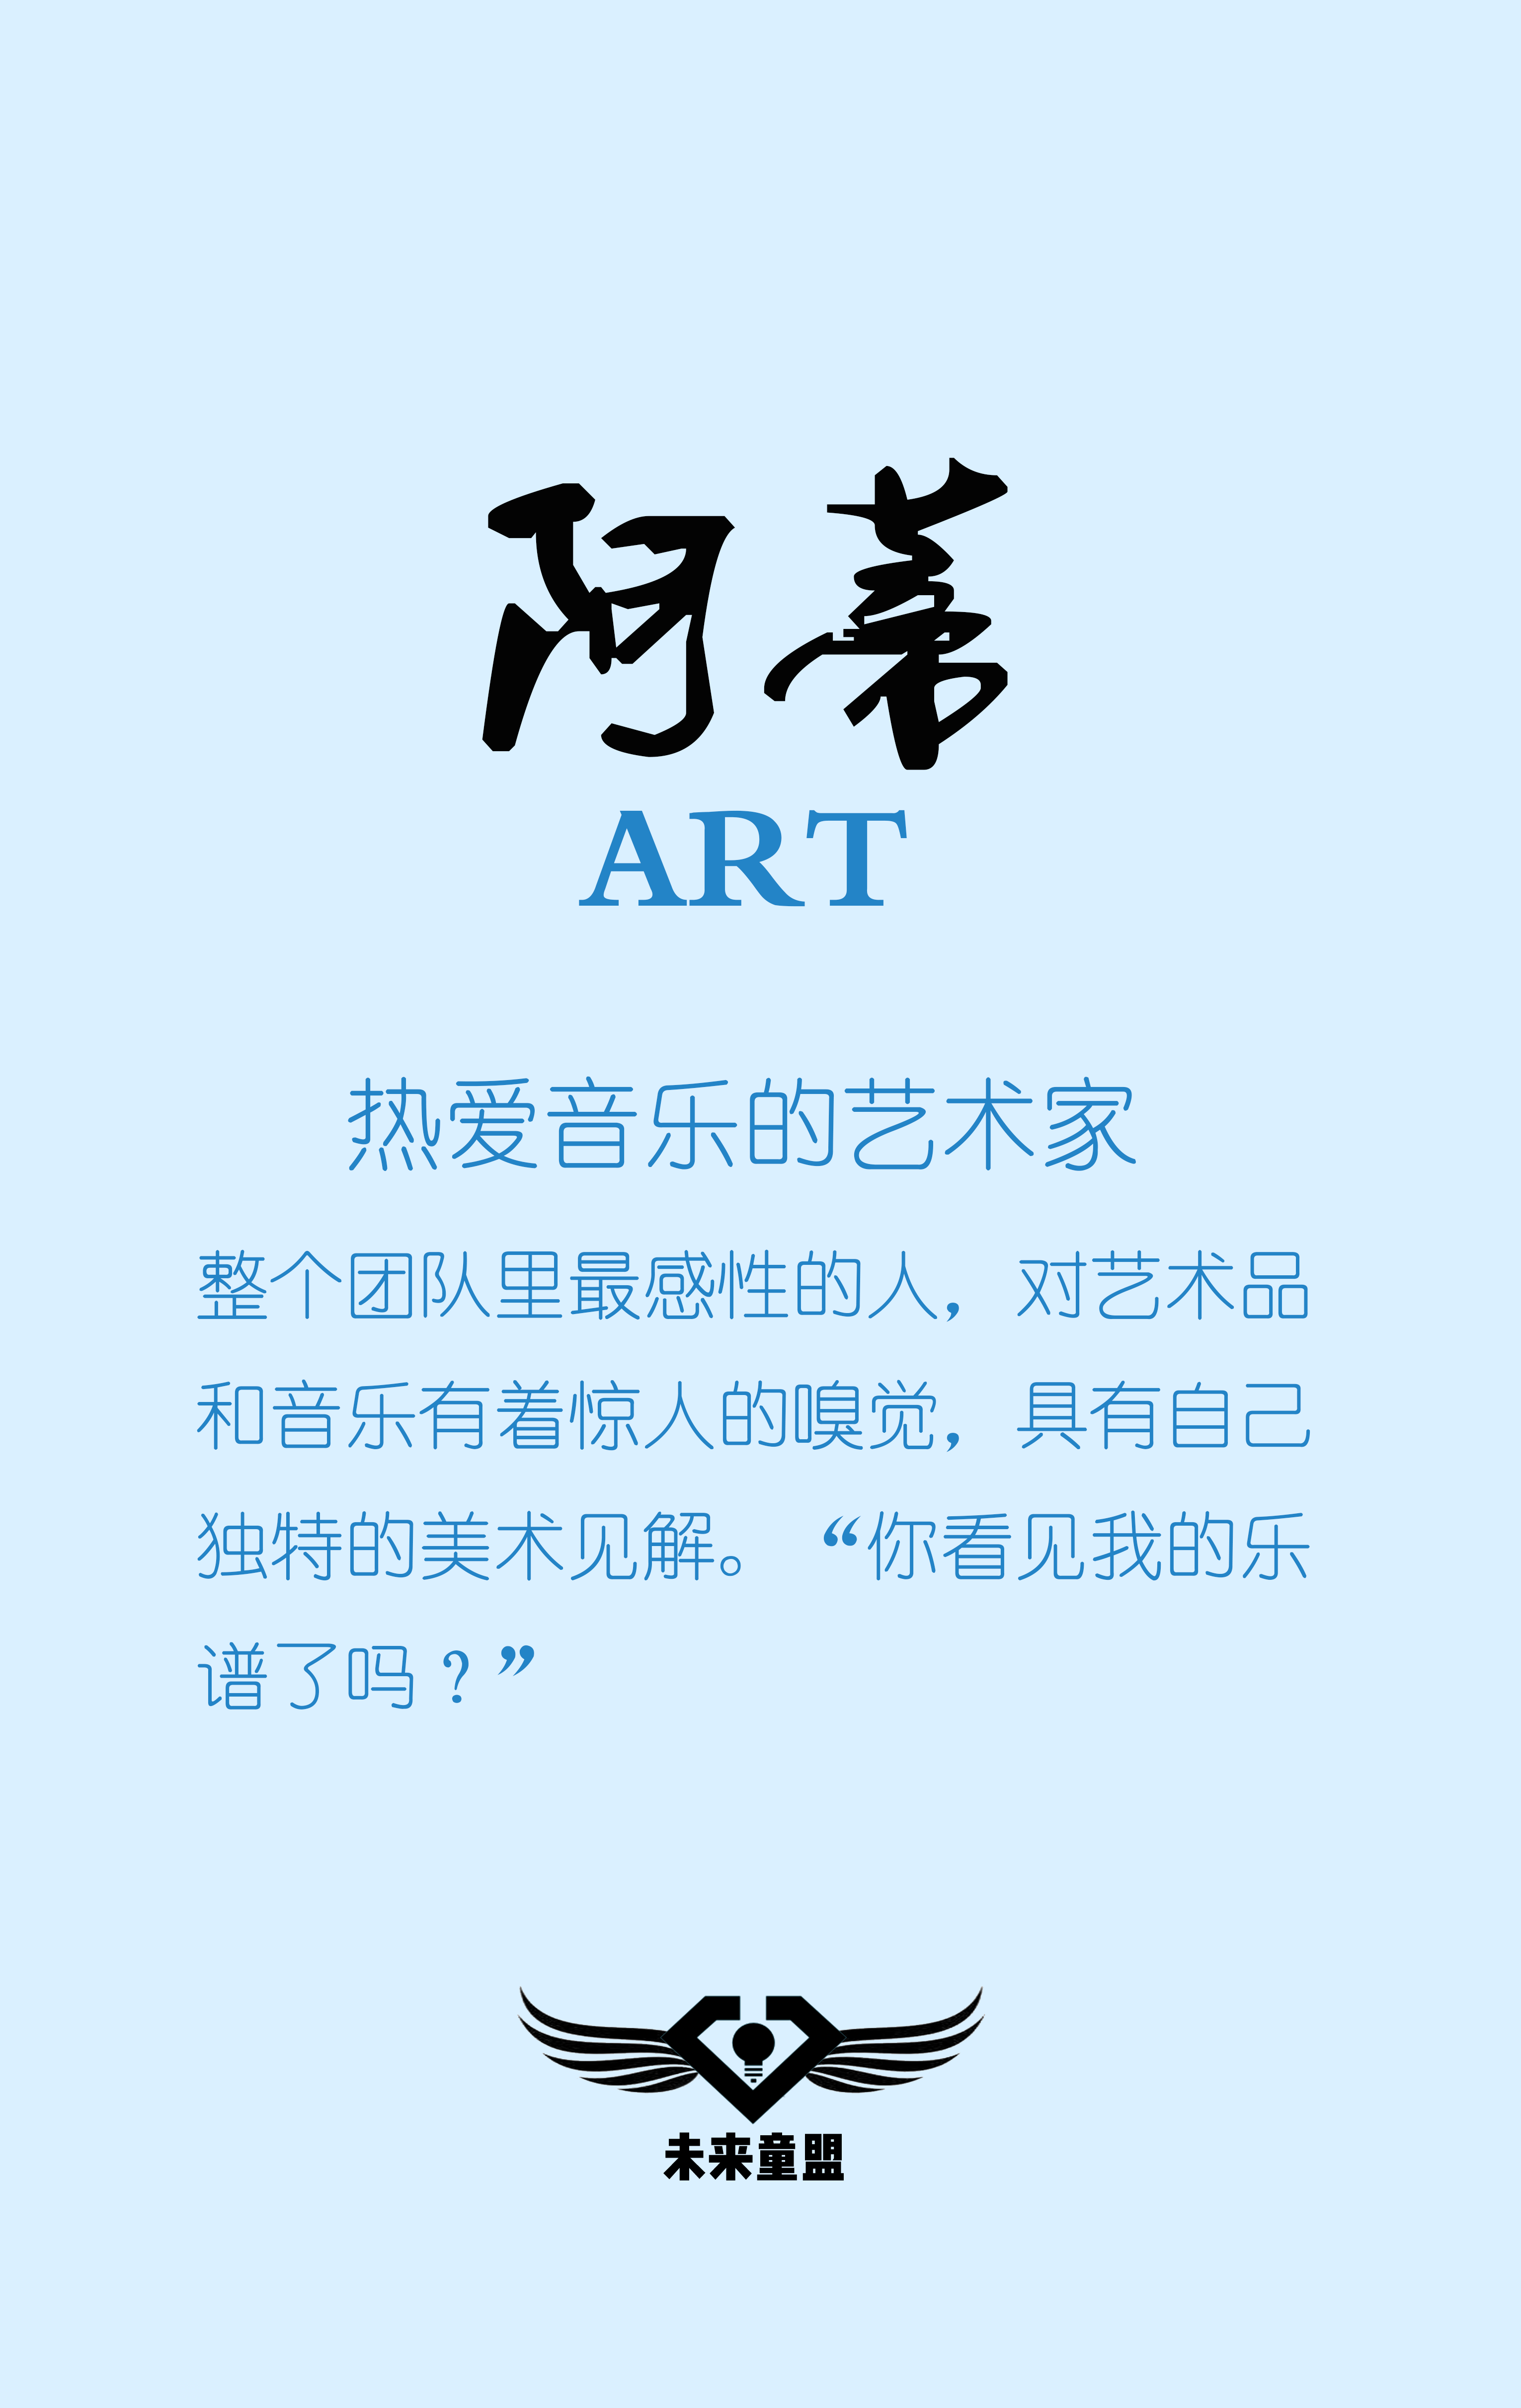 阿蒂
ART
热爱音乐的艺术家
整个团队里最感性的人，对艺术品
和音乐有着惊人的嗅觉，具有自己
独特的美术见解。“你看见我的乐
谱了吗？”
未来童盟